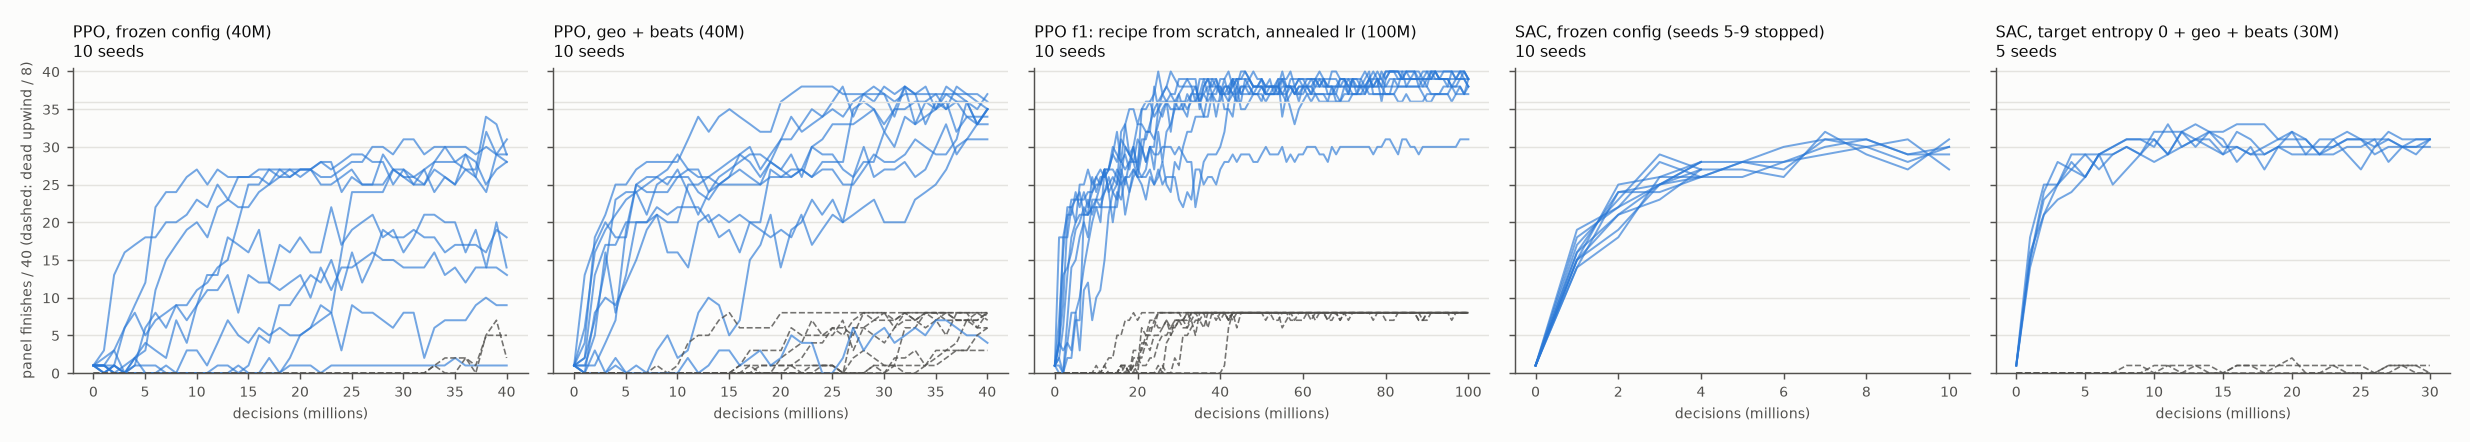 PPO, frozen config (40M)
10 seeds
PPO, geo + beats (40M)
10 seeds
PPO f1: recipe from scratch, annealed lr (100M)
10 seeds
SAC, frozen config (seeds 5-9 stopped)
10 seeds
SAC, target entropy 0 + geo + beats (30M)
5 seeds
panel finishes / 40 (dashed: dead upwind / 8)
40
35
30
25
20
15
10
5
0
0 5 10 15 20 25 30 35 40
0 5 10 15 20 25 30 35 40
0 20 40 60 80 100
0 2 4 6 8 10
0 5 10 15 20 25 30
decisions (millions)
decisions (millions)
decisions (millions)
decisions (millions)
decisions (millions)